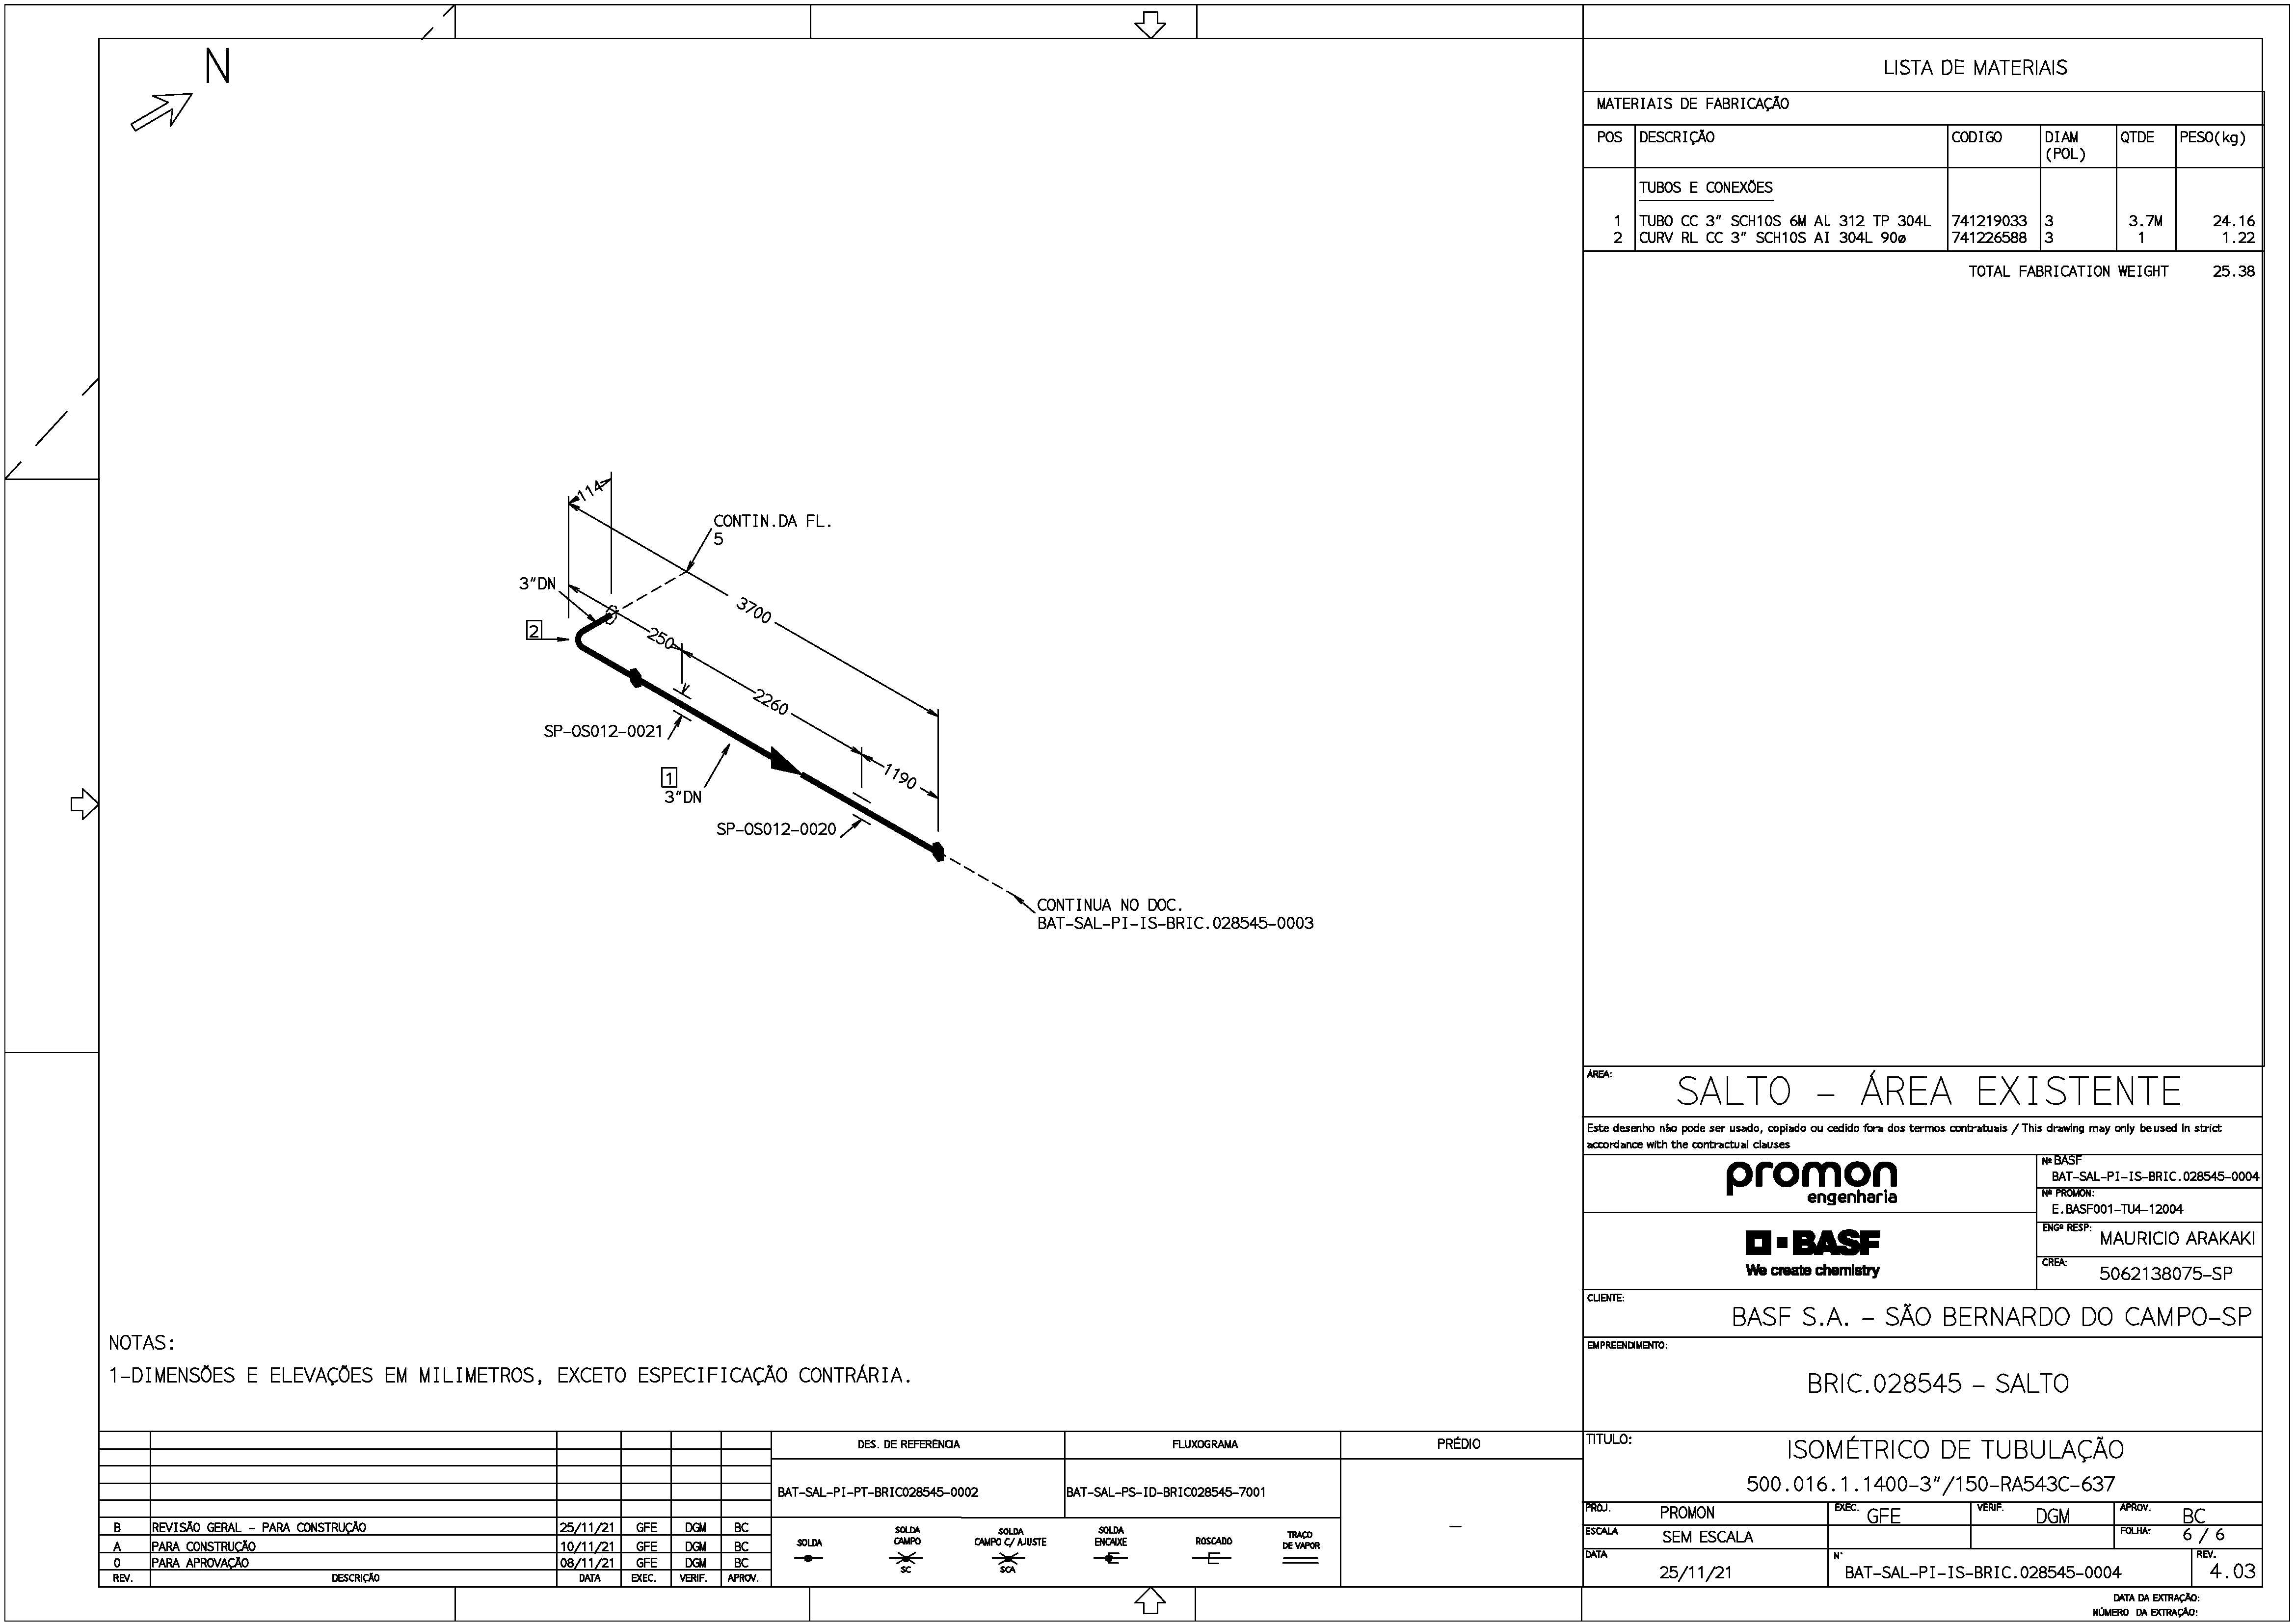 N
LISTA DE MATERIAIS
MATERIAIS DE FABRICAÇÃO
POS DESCRIÇÃO CODIGO DIAM (POL) QTDE PESO(kg)
TUBOS E CONEXÕES
1 TUBO CC 3" SCH10S 6M Al 312 TP 304L 741219033 3 3.7M 24.16
2 CURV RL CC 3" SCH10S AI 304L 90ø 741226588 3 1 1.22
TOTAL FABRICATION WEIGHT 25.38
114
CONTIN.DA FL.
5
3"DN
3700
2
250
2260
SP-OS012-0021
1
3"DN
1190
SP-OS012-0020
CONTINUA NO DOC.
BAT-SAL-PI-IS-BRIC.028545-0003
NOTAS:
1-DIMENSÕES E ELEVAÇÕES EM MILIMETROS, EXCETO ESPECIFICAÇÃO CONTRÁRIA.
B REVISÃO GERAL - PARA CONSTRUÇÃO 25/11/21 GFE DGM BC
A PARA CONSTRUÇÃO 10/11/21 GFE DGM BC
0 PARA APROVAÇÃO 08/11/21 GFE DGM BC
REV. DESCRIÇÃO DATA EXEC. VERIF. APROV.
DES. DE REFERÊNCIA FLUXOGRAMA PRÉDIO
BAT-SAL-PI-PT-BRIC028545-0002 BAT-SAL-PS-ID-BRIC028545-7001
—
SOLDA
SOLDA CAMPO
SC
SOLDA CAMPO C/ AJUSTE
SCA
SOLDA ENCAIXE
ROSCADO
TRAÇO DE VAPOR
ÁREA:
SALTO - ÁREA EXISTENTE
Este desenho não pode ser usado, copiado ou cedido fora dos termos contratuais / This drawing may only be used in strict
accordance with the contractual clauses
promon
engenharia
BASF
We create chemistry
Nº BASF
BAT-SAL-PI-IS-BRIC.028545-0004
Nº PROMON:
E.BASF001-TU4-12004
ENGº RESP: MAURICIO ARAKAKI
CREA: 5062138075-SP
CLIENTE:
BASF S.A. - SÃO BERNARDO DO CAMPO-SP
EMPREENDIMENTO:
BRIC.028545 - SALTO
TITULO:
ISOMÉTRICO DE TUBULAÇÃO
500.016.1.1400-3"/150-RA543C-637
PROJ. PROMON EXEC. GFE VERIF. DGM APROV. BC
ESCALA SEM ESCALA FOLHA: 6 / 6
DATA 25/11/21 N° BAT-SAL-PI-IS-BRIC.028545-0004 REV. 4.03
DATA DA EXTRAÇÃO:
NÚMERO DA EXTRAÇÃO: